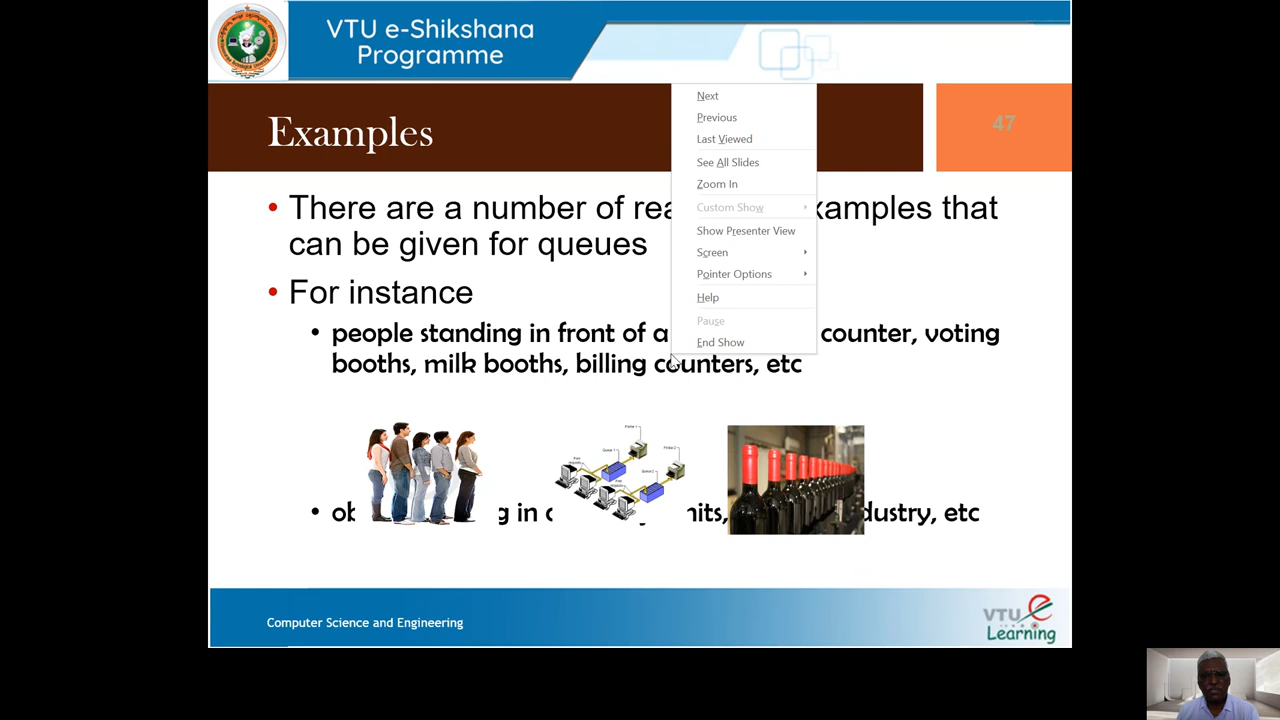 VTU e-Shikshana
Programme
Examples
47
Next
Previous
Last Viewed
See All Slides
Zoom In
Custom Show
Show Presenter View
Screen
Pointer Options
Help
Pause
End Show
• There are a number of xamples that
can be given for queues
• For instance
• people standing in front of a counter, voting
booths, milk booths, billing counters, etc
• ob g in c nits, dustry, etc
Computer Science and Engineering
VTU e
Learning